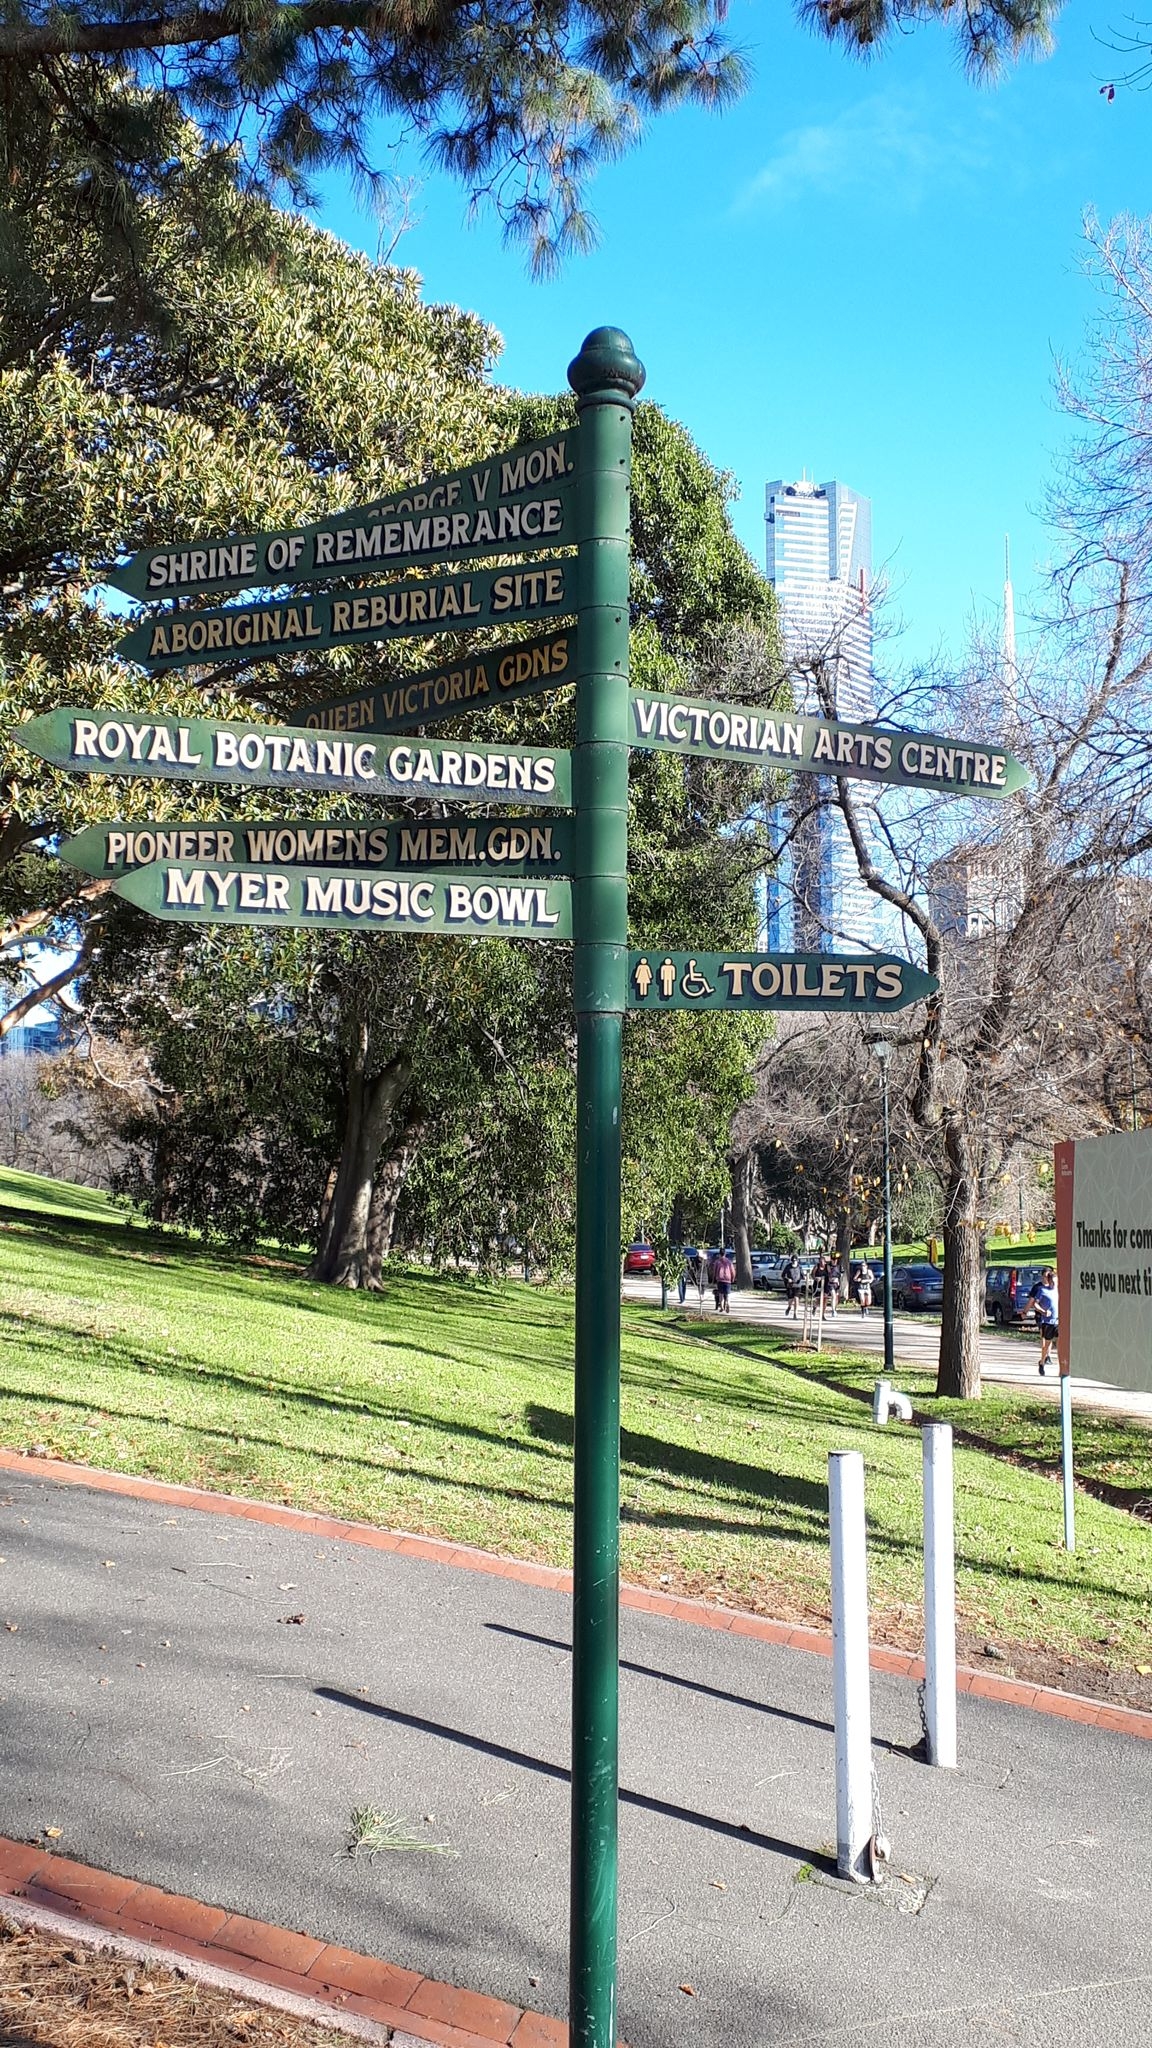 GEORGE V MON.
SHRINE OF REMEMBRANCE
ABORIGINAL REBURIAL SITE
QUEEN VICTORIA GDNS
ROYAL BOTANIC GARDENS
VICTORIAN ARTS CENTRE
PIONEER WOMENS MEM.GDN.
MYER MUSIC BOWL
TOILETS
Thanks for com
see you next ti